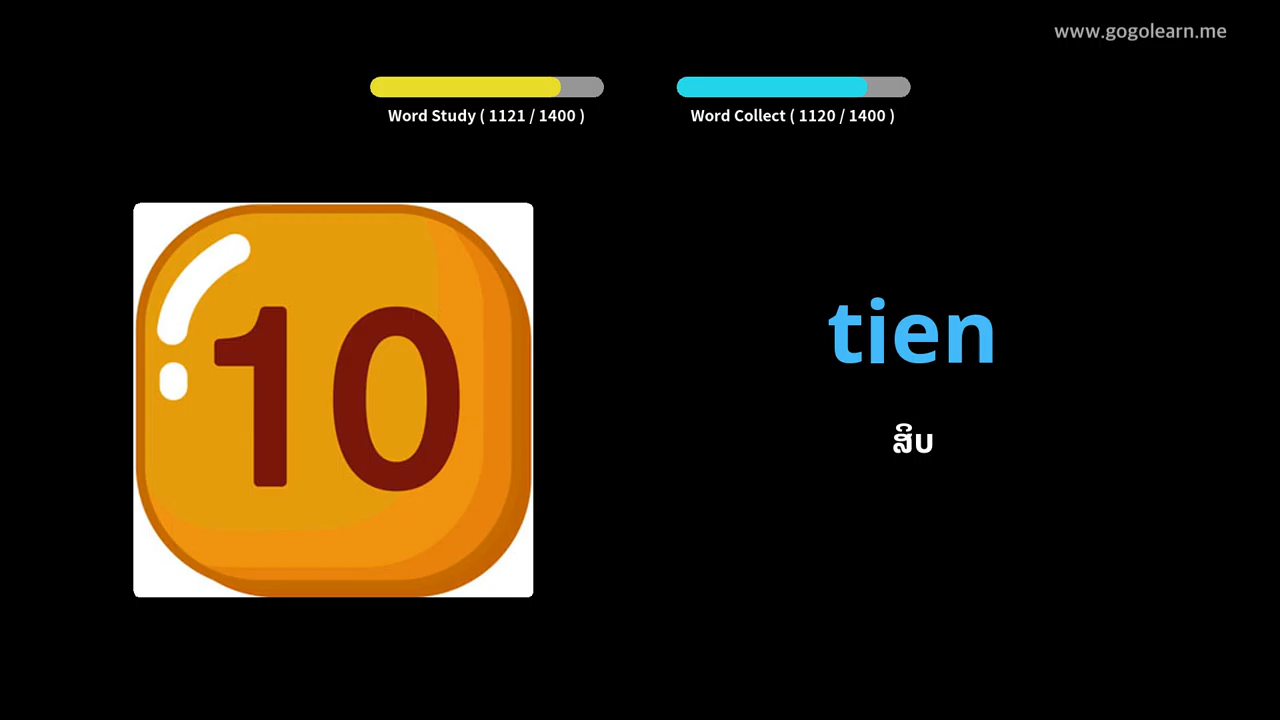 www.gogolearn.me
Word Study ( 1121 / 1400 )
Word Collect ( 1120 / 1400 )
10
tien
ສິບ